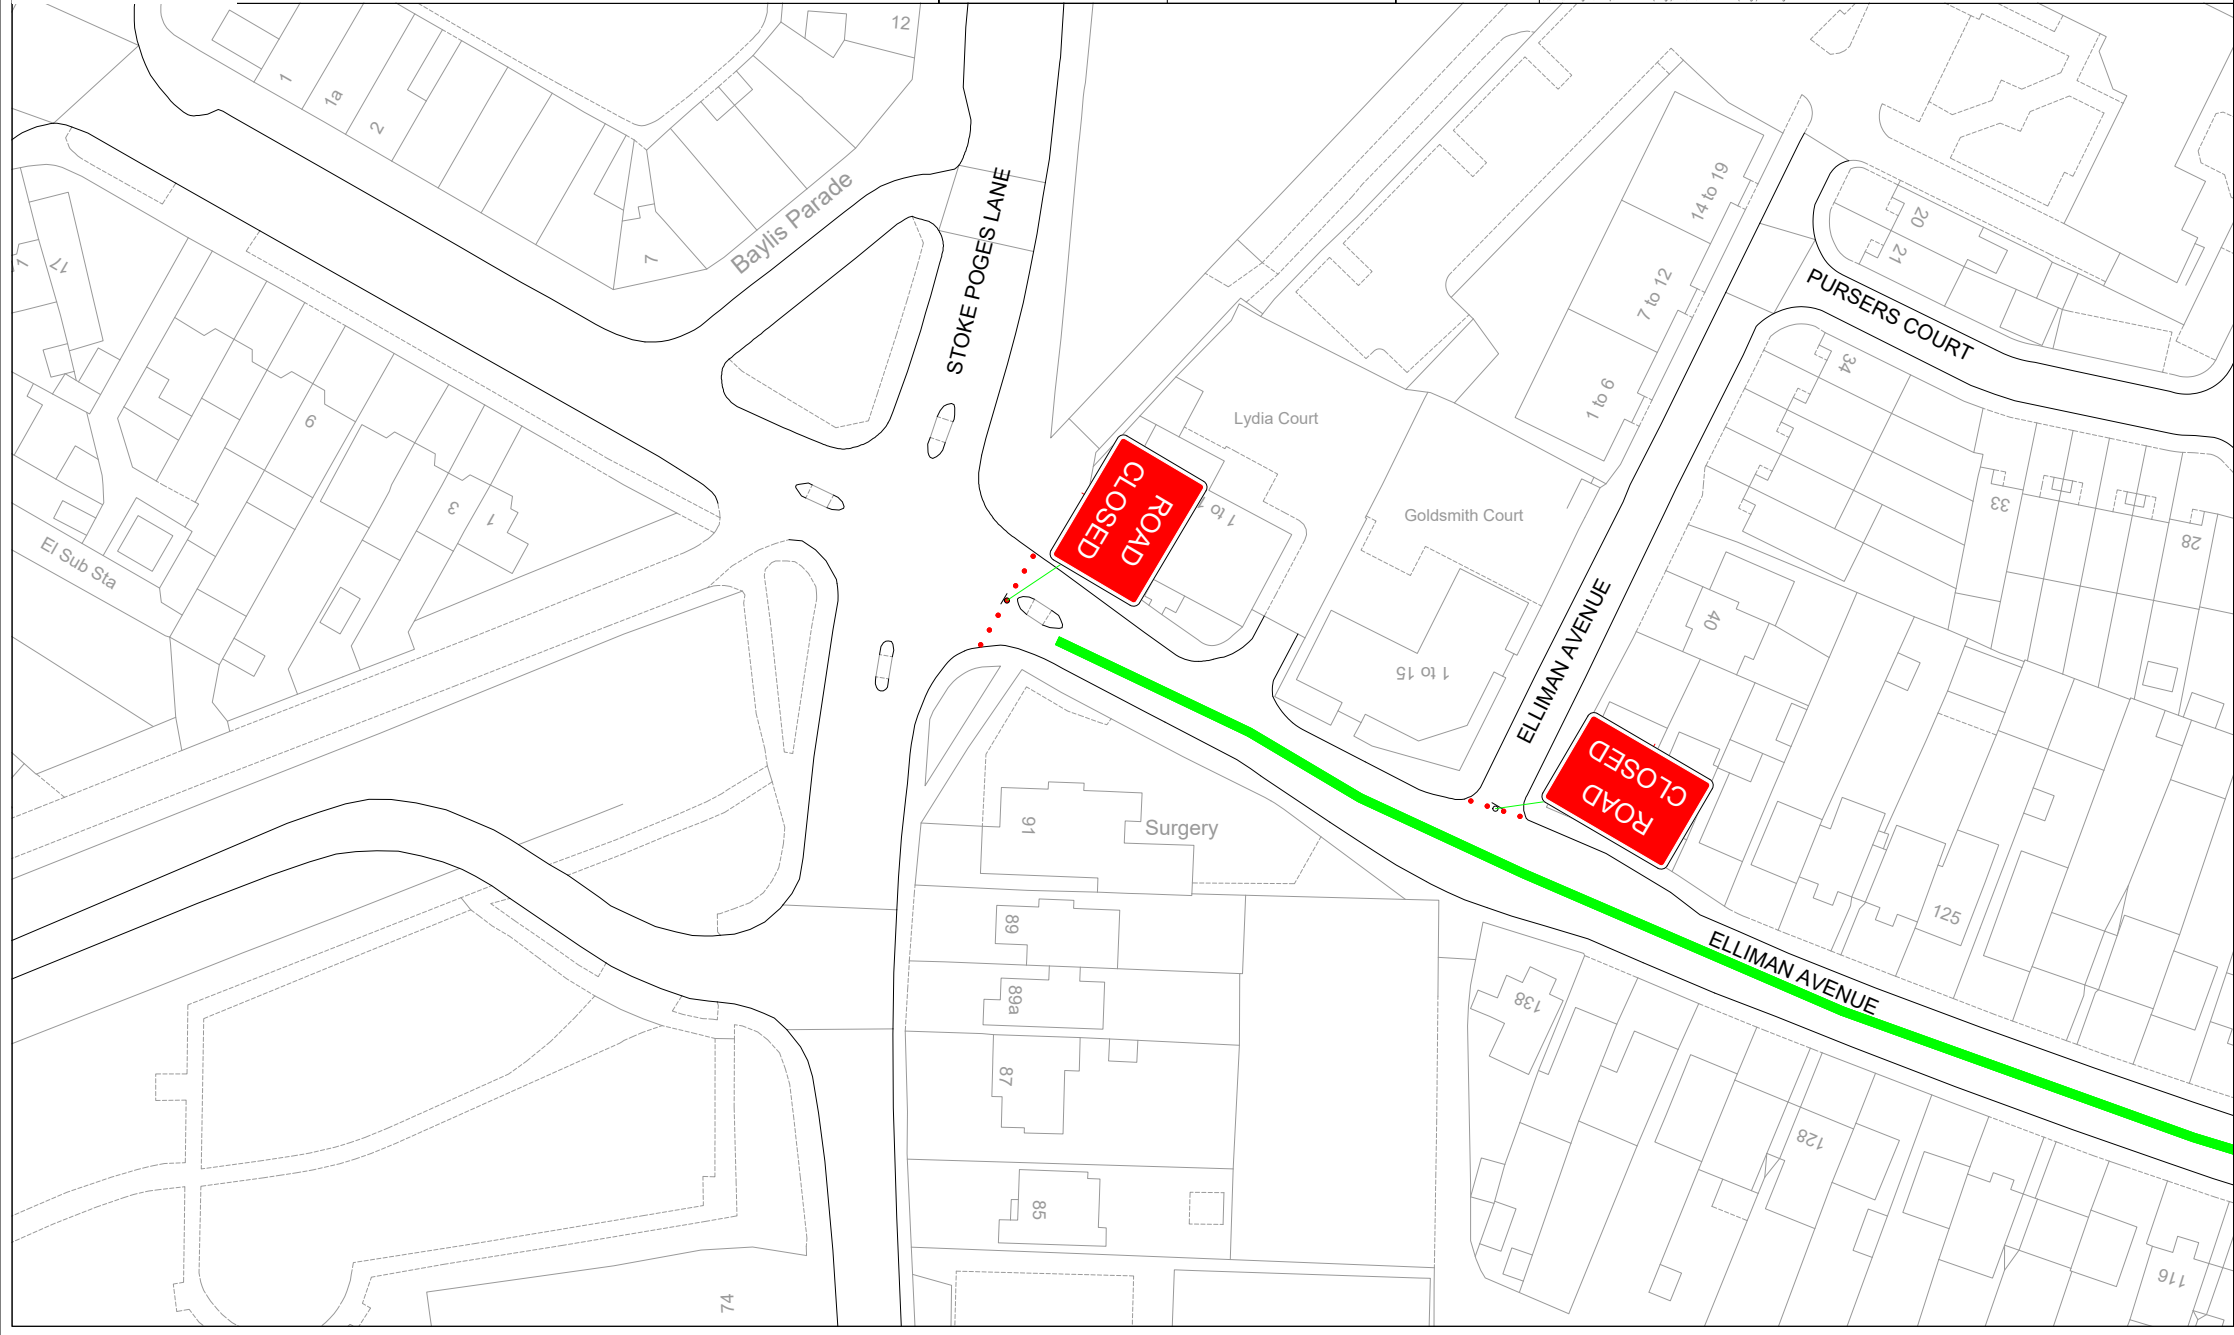 12
1
1a
2
7
Baylis Parade
STOKE POGES LANE
17
1
9
3
1
El Sub Sta
Lydia Court
Goldsmith Court
14 to 19
7 to 12
1 to 6
20
21
PURSERS COURT
34
33
28
40
ROAD
CLOSED
1 to
1 to 15
ELLIMAN AVENUE
ROAD
CLOSED
125
ELLIMAN AVENUE
91
Surgery
89
89a
87
85
74
138
128
116